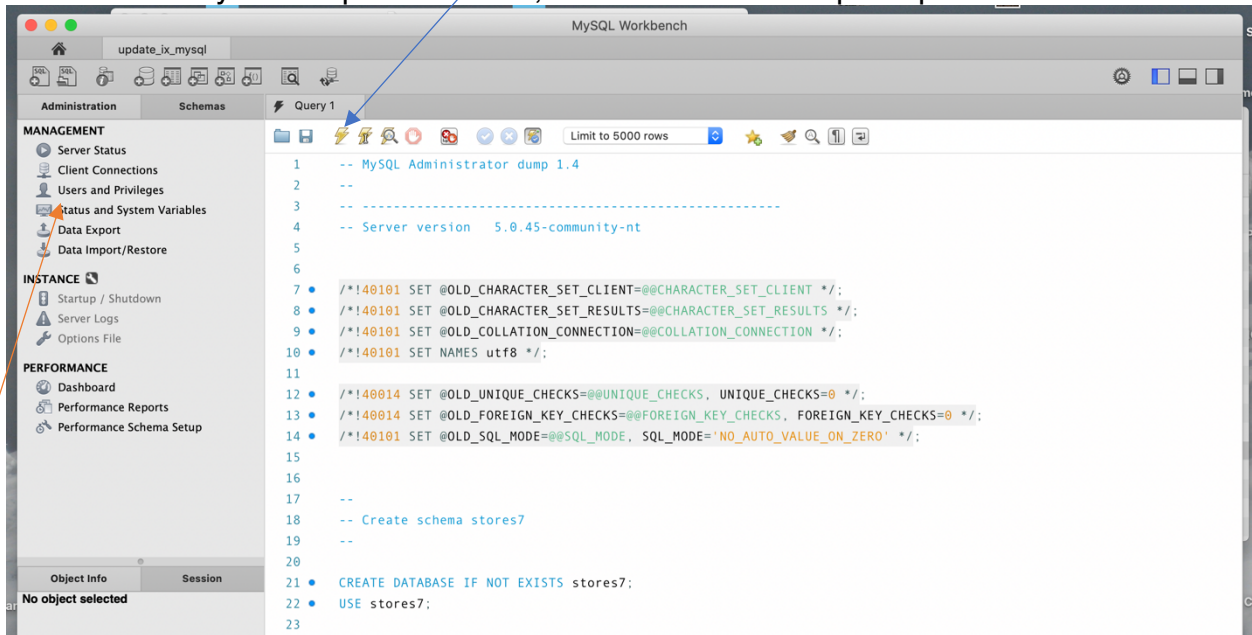 MySQL Workbench
update_ix_mysql
Administration Schemas
Query 1
MANAGEMENT
Server Status
Client Connections
Users and Privileges
Status and System Variables
Data Export
Data Import/Restore
INSTANCE
Startup / Shutdown
Server Logs
Options File
PERFORMANCE
Dashboard
Performance Reports
Performance Schema Setup
Object Info Session
No object selected
Limit to 5000 rows
1 -- MySQL Administrator dump 1.4
2 --
3 -- ------------------------------------------------------
4 -- Server version 5.0.45-community-nt
5
6
7 /*!40101 SET @OLD_CHARACTER_SET_CLIENT=@@CHARACTER_SET_CLIENT */;
8 /*!40101 SET @OLD_CHARACTER_SET_RESULTS=@@CHARACTER_SET_RESULTS */;
9 /*!40101 SET @OLD_COLLATION_CONNECTION=@@COLLATION_CONNECTION */;
10 /*!40101 SET NAMES utf8 */;
11
12 /*!40014 SET @OLD_UNIQUE_CHECKS=@@UNIQUE_CHECKS, UNIQUE_CHECKS=0 */;
13 /*!40014 SET @OLD_FOREIGN_KEY_CHECKS=@@FOREIGN_KEY_CHECKS, FOREIGN_KEY_CHECKS=0 */;
14 /*!40101 SET @OLD_SQL_MODE=@@SQL_MODE, SQL_MODE='NO_AUTO_VALUE_ON_ZERO' */;
15
16
17 --
18 -- Create schema stores7
19 --
20
21 CREATE DATABASE IF NOT EXISTS stores7;
22 USE stores7;
23